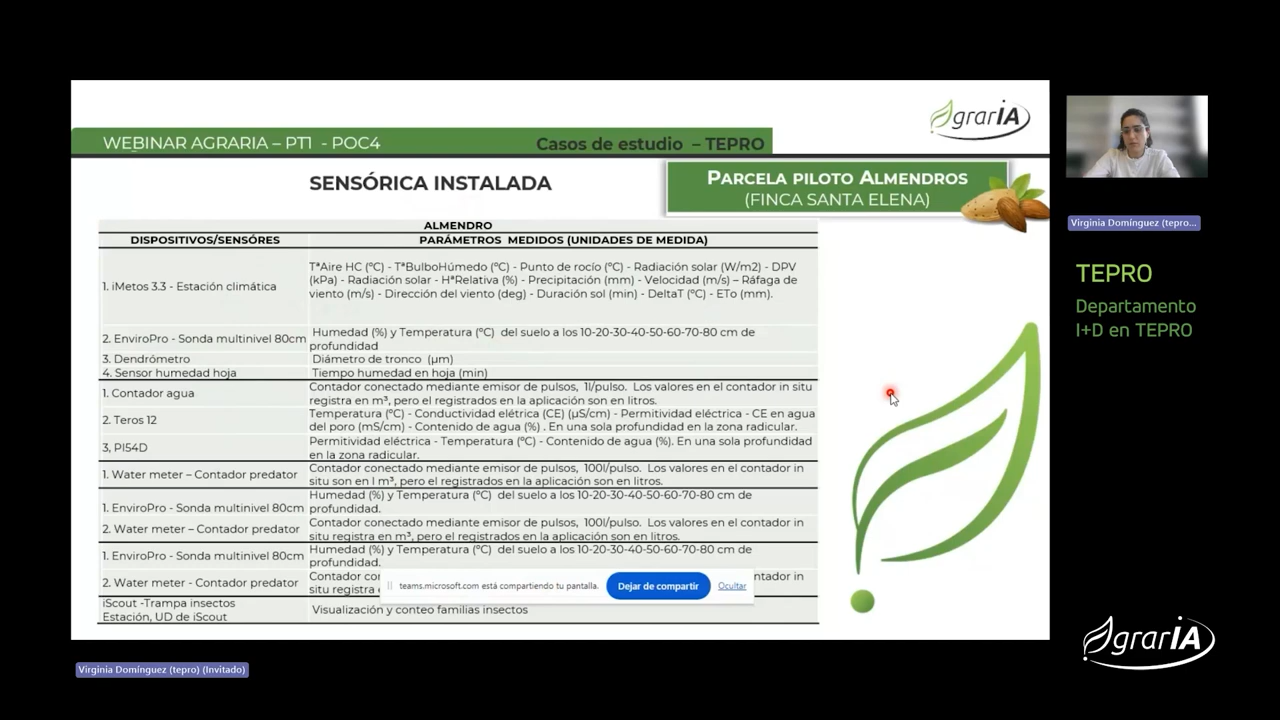 AgrarIA
WEBINAR AGRARIA – PT1 - POC4
Casos de estudio – TEPRO
SENSÓRICA INSTALADA
PARCELA PILOTO ALMENDROS
(FINCA SANTA ELENA)
ALMENDRO
DISPOSITIVOS/SENSÓRES
PARÁMETROS MEDIDOS (UNIDADES DE MEDIDA)
1. iMetos 3.3 - Estación climática
TªAire HC (ºC) - TªBulboHúmedo (ºC) - Punto de rocío (ºC) - Radiación solar (W/m2) - DPV
(kPa) - Radiación solar - HªRelativa (%) - Precipitación (mm) - Velocidad (m/s) – Ráfaga de
viento (m/s) - Dirección del viento (deg) - Duración sol (min) - DeltaT (ºC) - ETo (mm).
2. EnviroPro - Sonda multinivel 80cm
Humedad (%) y Temperatura (ºC) del suelo a los 10-20-30-40-50-60-70-80 cm de
profundidad
3. Dendrómetro
Diámetro de tronco (µm)
4. Sensor humedad hoja
Tiempo humedad en hoja (min)
1. Contador agua
Contador conectado mediante emisor de pulsos, 1l/pulso. Los valores en el contador in situ
registra en m³, pero el registrados en la aplicación son en litros.
2. Teros 12
Temperatura (ºC) - Conductividad elétrica (CE) (µS/cm) - Permitividad eléctrica - CE en agua
del poro (mS/cm) - Contenido de agua (%) . En una sola profundidad en la zona radicular.
3, PI54D
Permitividad eléctrica - Temperatura (ºC) - Contenido de agua (%). En una sola profundidad
en la zona radicular.
1. Water meter – Contador predator
Contador conectado mediante emisor de pulsos, 100l/pulso. Los valores en el contador in
situ son en l m³, pero el registrados en la aplicación son en litros.
1. EnviroPro - Sonda multinivel 80cm
Humedad (%) y Temperatura (ºC) del suelo a los 10-20-30-40-50-60-70-80 cm de
profundidad.
2. Water meter – Contador predator
Contador conectado mediante emisor de pulsos, 100l/pulso. Los valores en el contador in
situ registra en m³, pero el registrados en la aplicación son en litros.
1. EnviroPro - Sonda multinivel 80cm
Humedad (%) y Temperatura (ºC) del suelo a los 10-20-30-40-50-60-70-80 cm de
profundidad.
2. Water meter - Contador predator
Contador
situ registra
iScout -Trampa insectos
Estación, UD de iScout
Visualización y conteo familias insectos
teams.microsoft.com está compartiendo tu pantalla.
Dejar de compartir
Ocultar
Virginia Domínguez (tepro...
TEPRO
Departamento
I+D en TEPRO
AgrarIA
Virginia Domínguez (tepro) (Invitado)